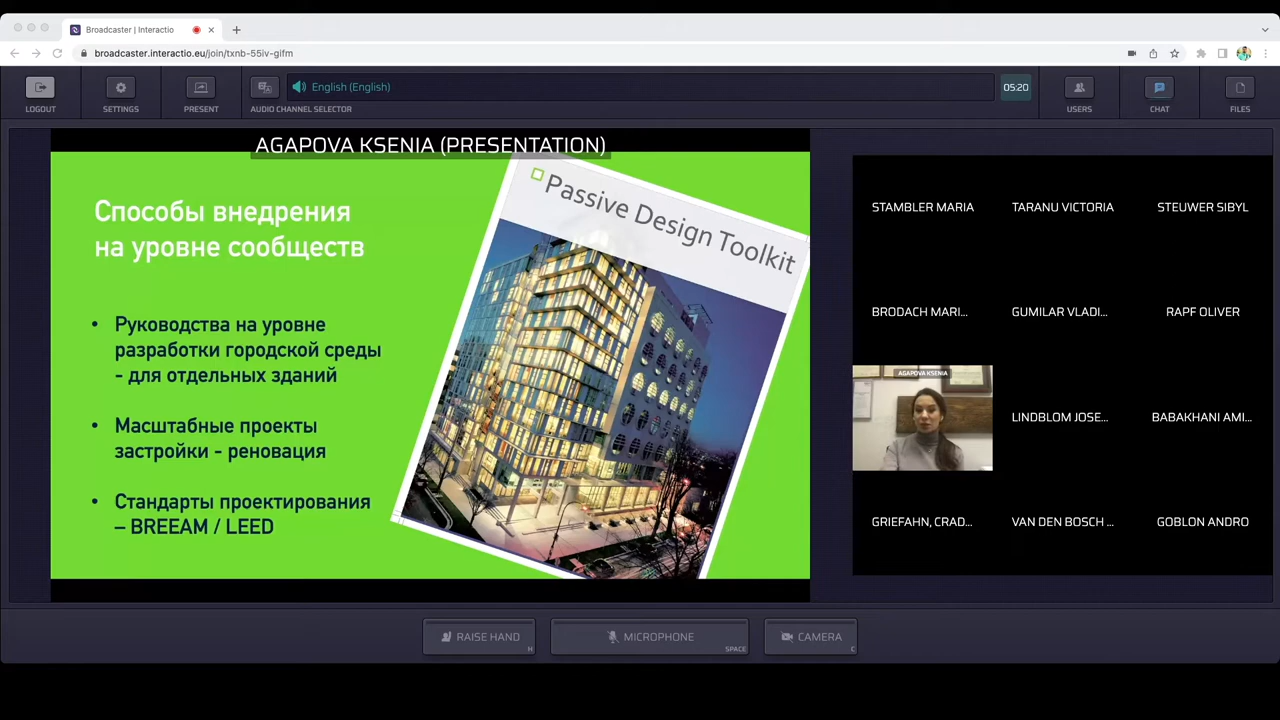 Broadcaster | Interactio
broadcaster.interactio.eu/join/txnb-55iv-gifm
LOGOUT
SETTINGS
PRESENT
AUDIO CHANNEL SELECTOR
English (English)
05:20
USERS
CHAT
FILES
AGAPOVA KSENIA (PRESENTATION)
Способы внедрения
на уровне сообществ
• Руководства на уровне
разработки городской среды
- для отдельных зданий
• Масштабные проекты
застройки - реновация
• Стандарты проектирования
– BREEAM / LEED
Passive Design Toolkit
STAMBLER MARIA
TARANU VICTORIA
STEUWER SIBYL
BRODACH MARI...
GUMILAR VLADI...
RAPF OLIVER
AGAPOVA KSENIA
LINDBLOM JOSE...
BABAKHANI AMI...
GRIEFAHN, CRAD...
VAN DEN BOSCH ...
GOBLON ANDRO
RAISE HAND
H
MICROPHONE
SPACE
CAMERA
C